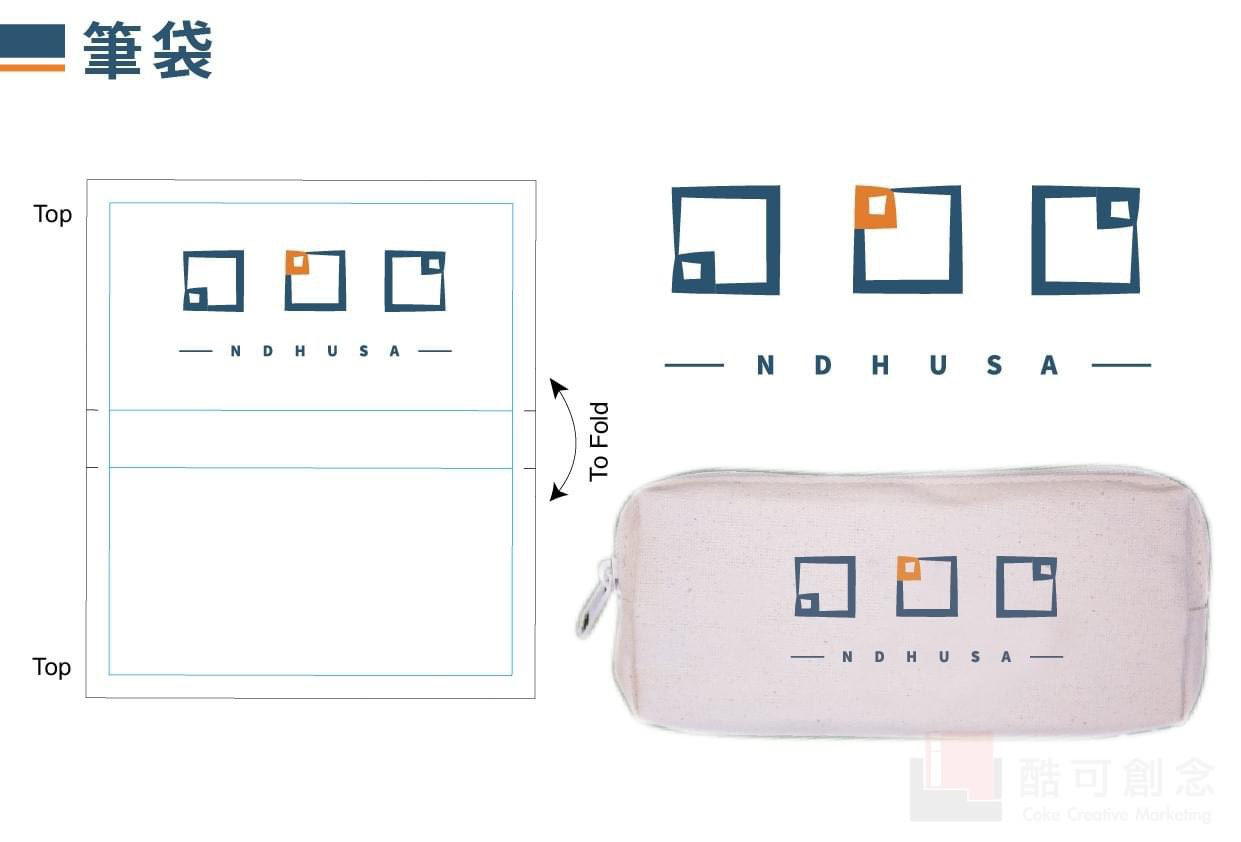 筆袋
Top
N D H U S A
To Fold
Top
N D H U S A
N D H U S A
酷可創念
Coke Creative Marketing